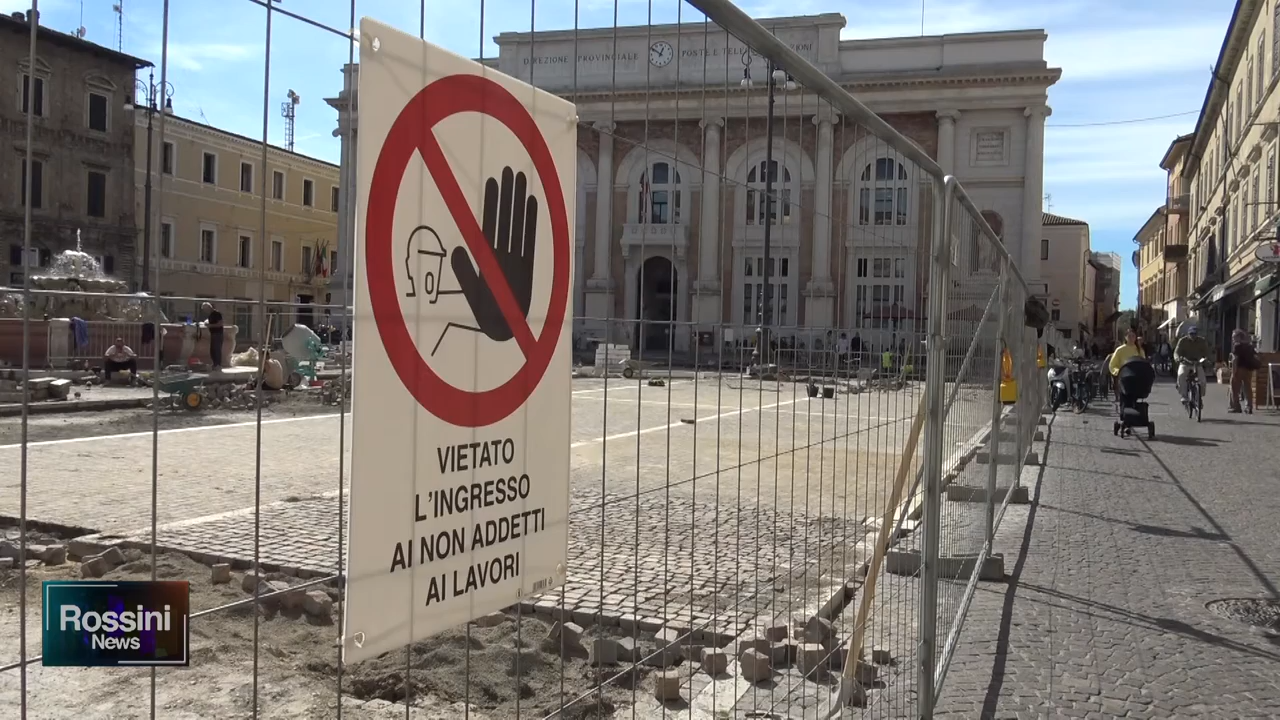 DIREZIONE PROVINCIALE POSTE E TELEGRAFI
VIETATO
L'INGRESSO
AI NON ADDETTI
AI LAVORI
Rossini
News